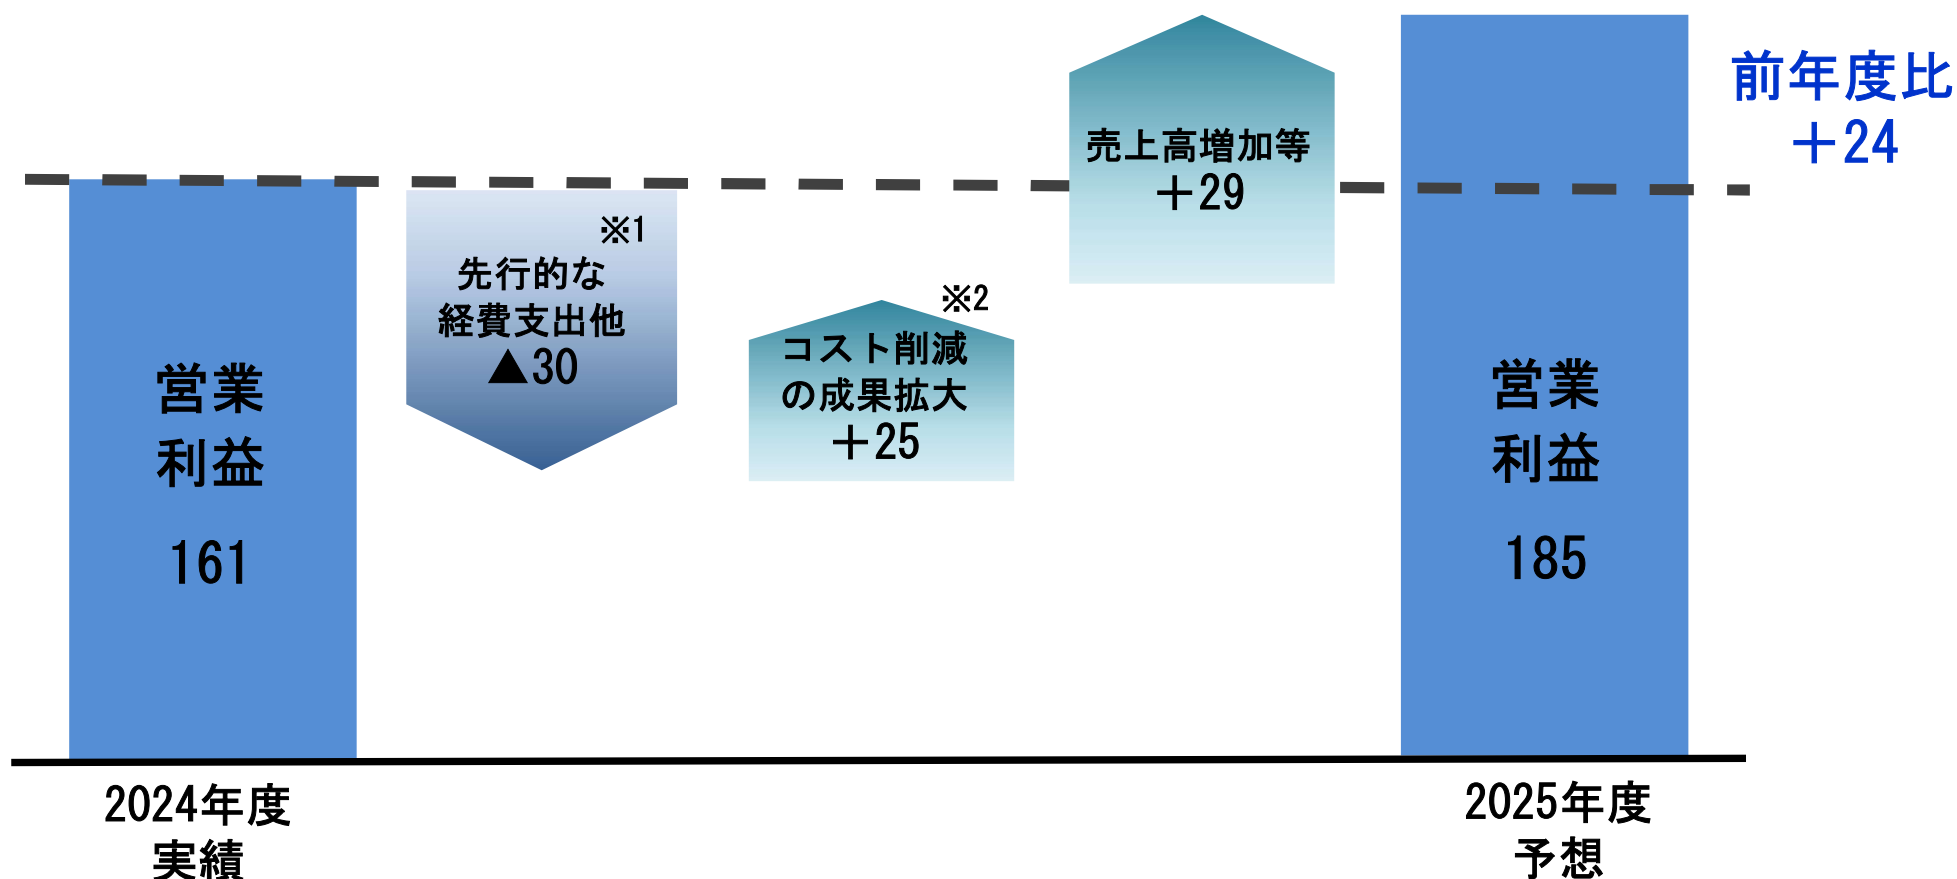 前年度比
＋24
売上高増加等
＋29
※1
先行的な
経費支出他
▲30
※2
コスト削減
の成果拡大
＋25
営業
利益
161
営業
利益
185
2024年度
実績
2025年度
予想